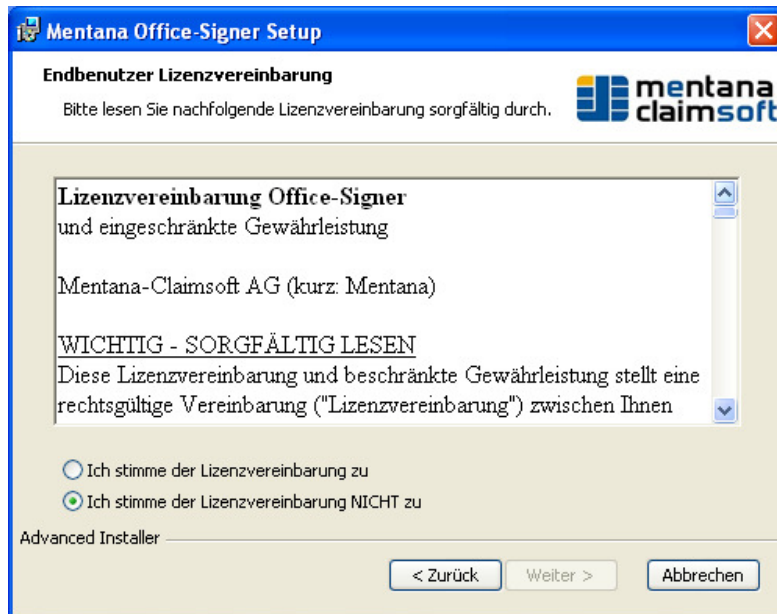 Mentana Office-Signer Setup
Endbenutzer Lizenzvereinbarung
Bitte lesen Sie nachfolgende Lizenzvereinbarung sorgfältig durch.
mentana
claimsoft
Lizenzvereinbarung Office-Signer
und eingeschränkte Gewährleistung
Mentana-Claimsoft AG (kurz: Mentana)
WICHTIG - SORGFÄLTIG LESEN
Diese Lizenzvereinbarung und beschränkte Gewährleistung stellt eine
rechtsgültige Vereinbarung ("Lizenzvereinbarung") zwischen Ihnen
Ich stimme der Lizenzvereinbarung zu
Ich stimme der Lizenzvereinbarung NICHT zu
Advanced Installer
< Zurück Weiter > Abbrechen